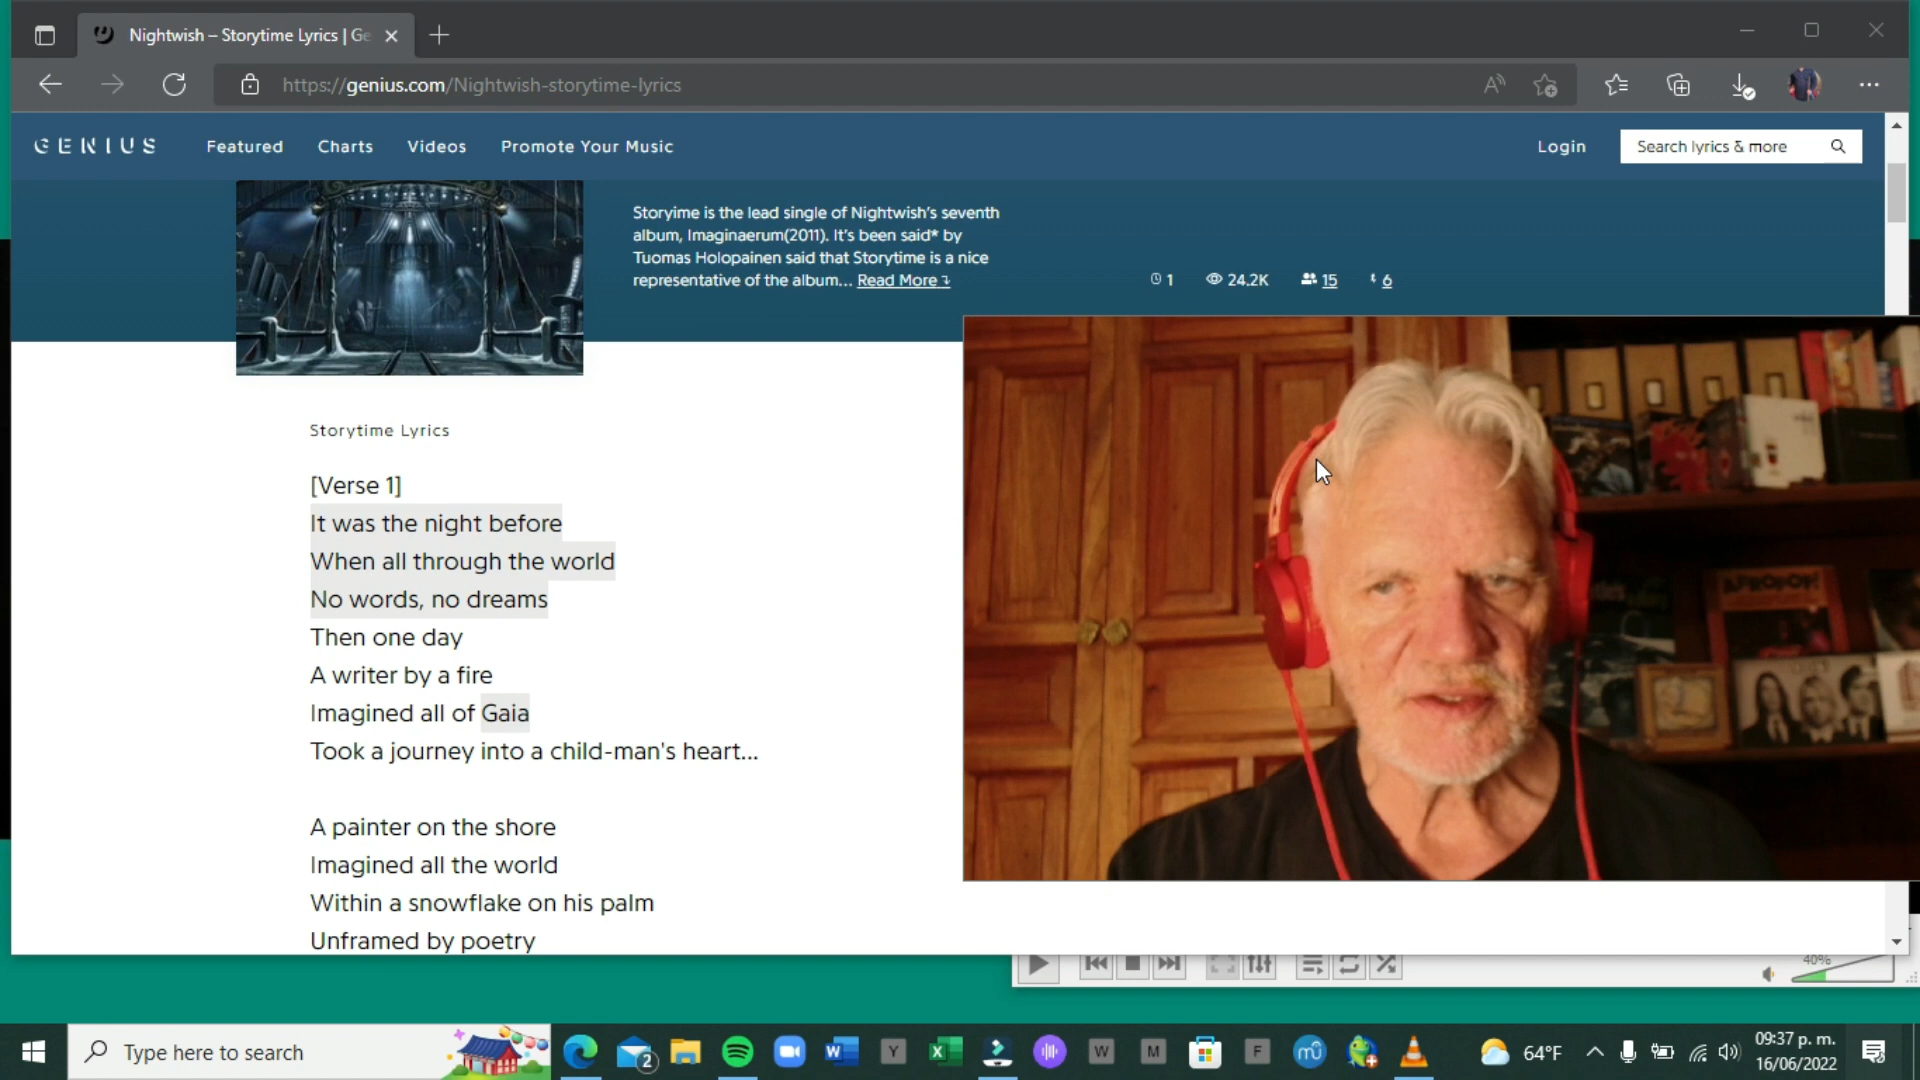 Nightwish – Storytime Lyrics | Ge
https://genius.com/Nightwish-storytime-lyrics
GENIUS Featured Charts Videos Promote Your Music Login Search lyrics & more
Storyime is the lead single of Nightwish's seventh
album, Imaginaerum(2011). It's been said* by
Tuomas Holopainen said that Storytime is a nice
representative of the album... Read More
1 24.2K 15 6
Storytime Lyrics
[Verse 1]
It was the night before
When all through the world
No words, no dreams
Then one day
A writer by a fire
Imagined all of Gaia
Took a journey into a child-man's heart...
A painter on the shore
Imagined all the world
Within a snowflake on his palm
Unframed by poetry
APROPOP!
40%
Type here to search
2
W
Y
X
W
M
F
mü
64°F
09:37 p. m.
16/06/2022